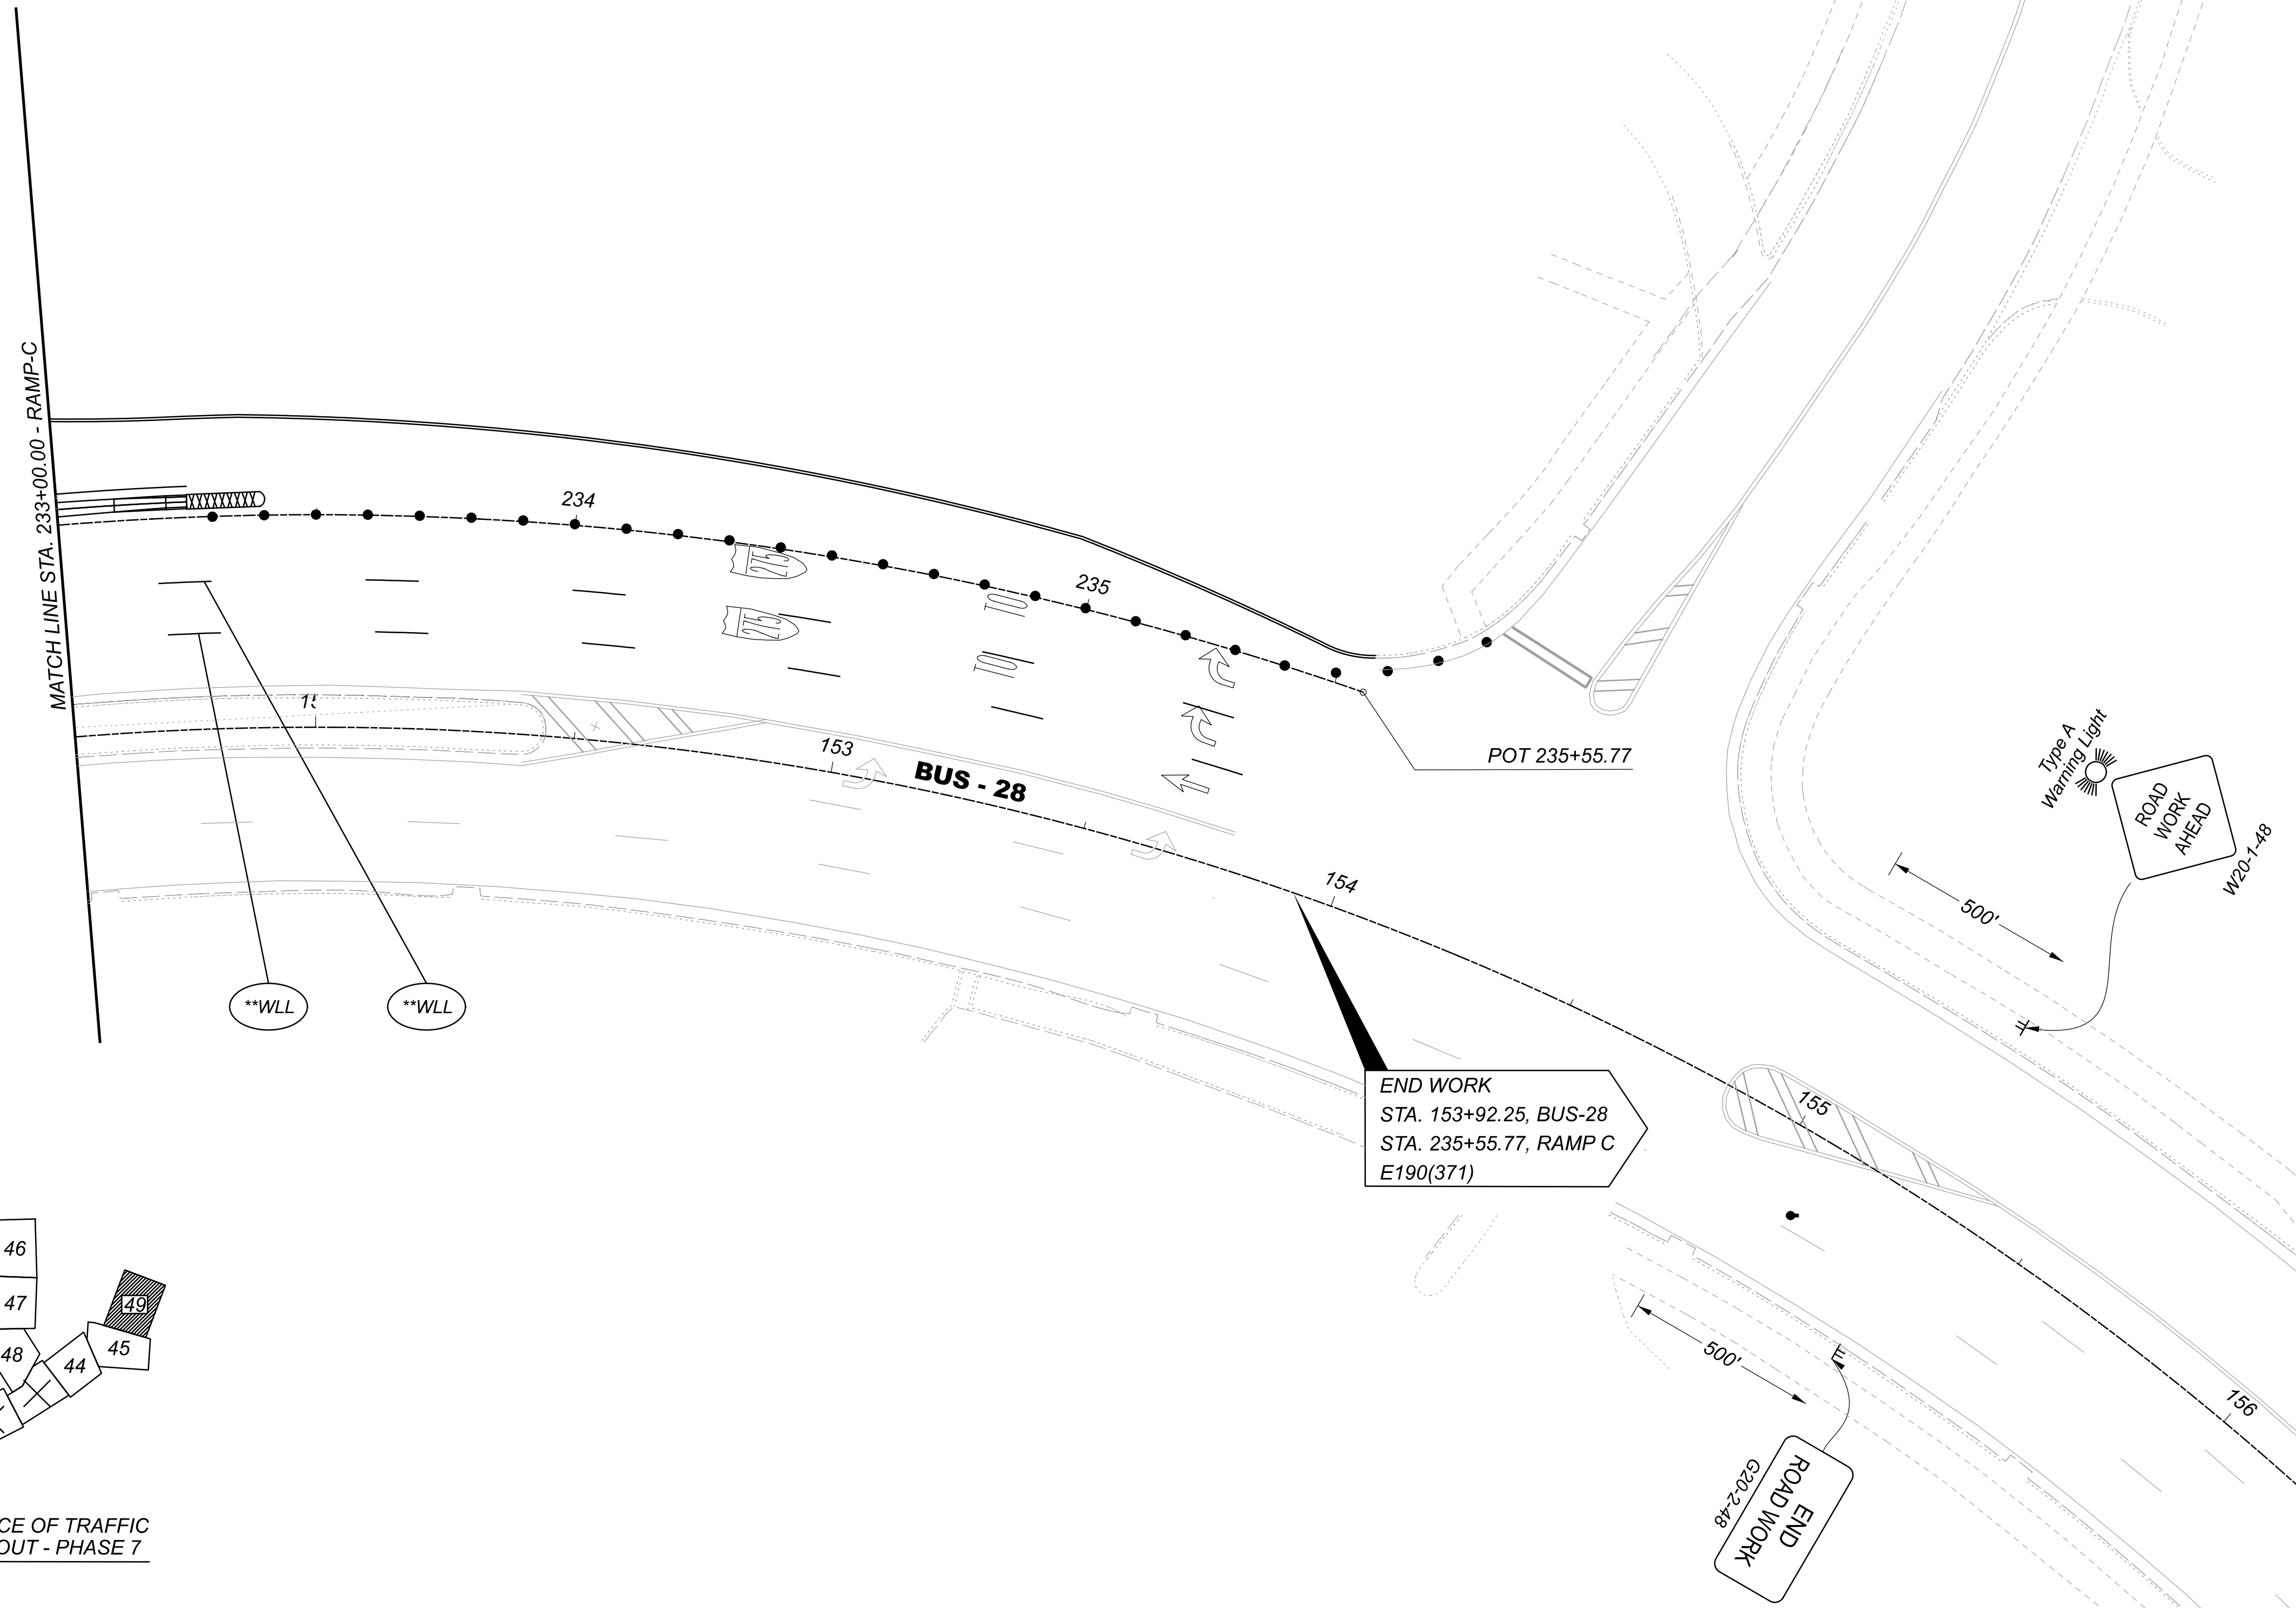 MATCH LINE STA. 233+00.00 - RAMP-C
234
235
153
BUS - 28
154
155
156
POT 235+55.77
Type A
Warning Light
ROAD
WORK
AHEAD
W20-1-48
500'
**WLL
**WLL
END WORK
STA. 153+92.25, BUS-28
STA. 235+55.77, RAMP C
E190(371)
500'
END
ROAD WORK
G20-2-48
46
47
48
44
45
49
CE OF TRAFFIC
OUT - PHASE 7